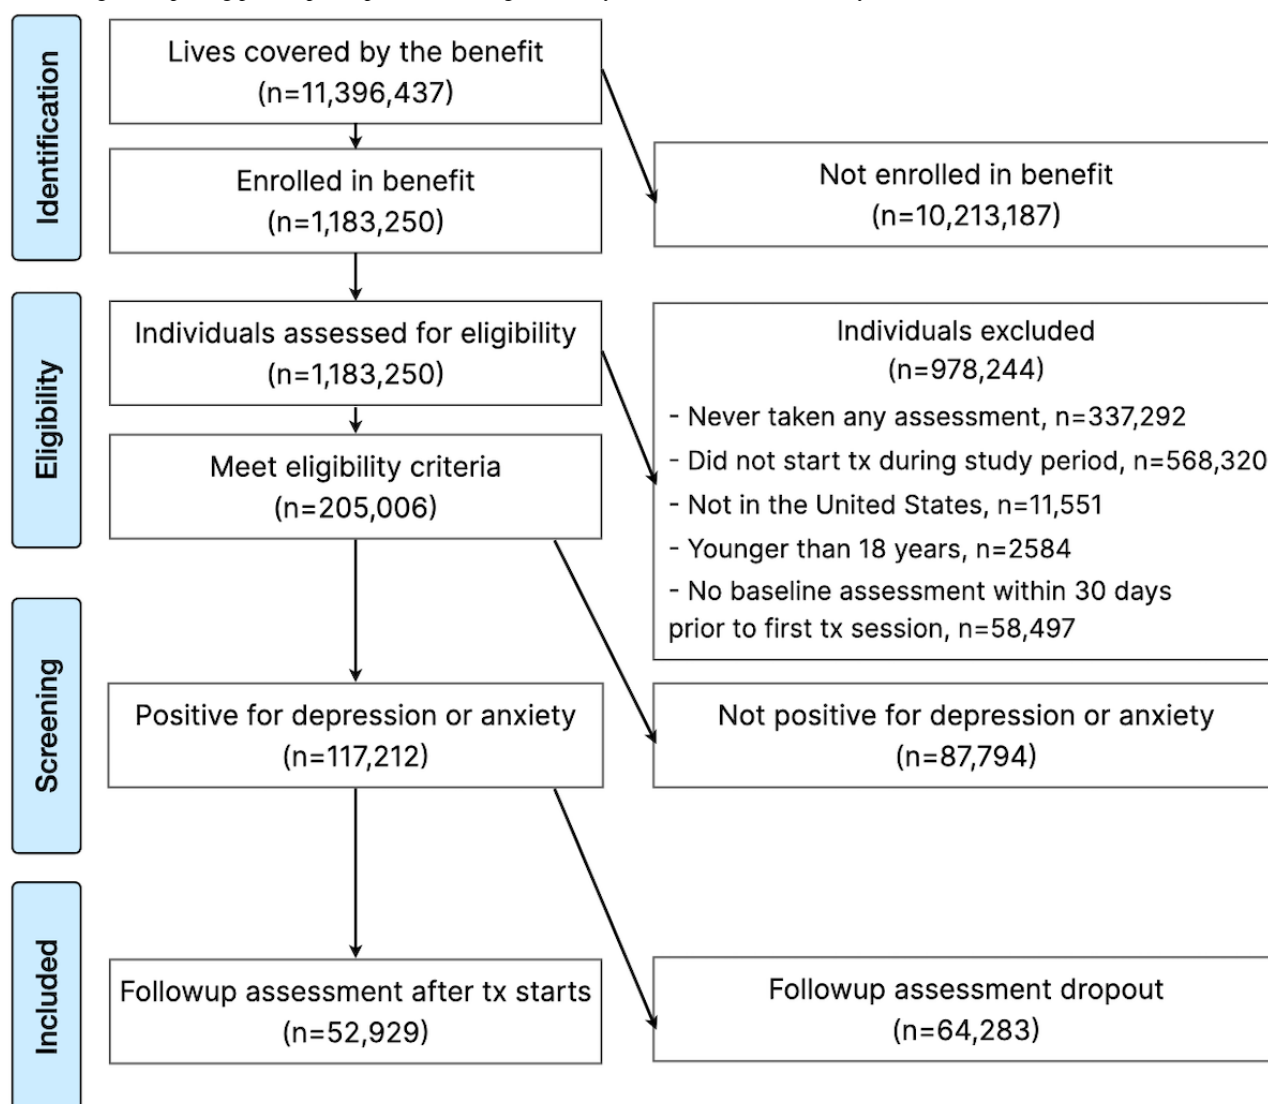 Identification
Lives covered by the benefit
(n=11,396,437)
Enrolled in benefit
(n=1,183,250)
Not enrolled in benefit
(n=10,213,187)
Eligibility
Individuals assessed for eligibility
(n=1,183,250)
Meet eligibility criteria
(n=205,006)
Individuals excluded
(n=978,244)
- Never taken any assessment, n=337,292
- Did not start tx during study period, n=568,320
- Not in the United States, n=11,551
- Younger than 18 years, n=2584
- No baseline assessment within 30 days
prior to first tx session, n=58,497
Screening
Positive for depression or anxiety
(n=117,212)
Not positive for depression or anxiety
(n=87,794)
Included
Followup assessment after tx starts
(n=52,929)
Followup assessment dropout
(n=64,283)